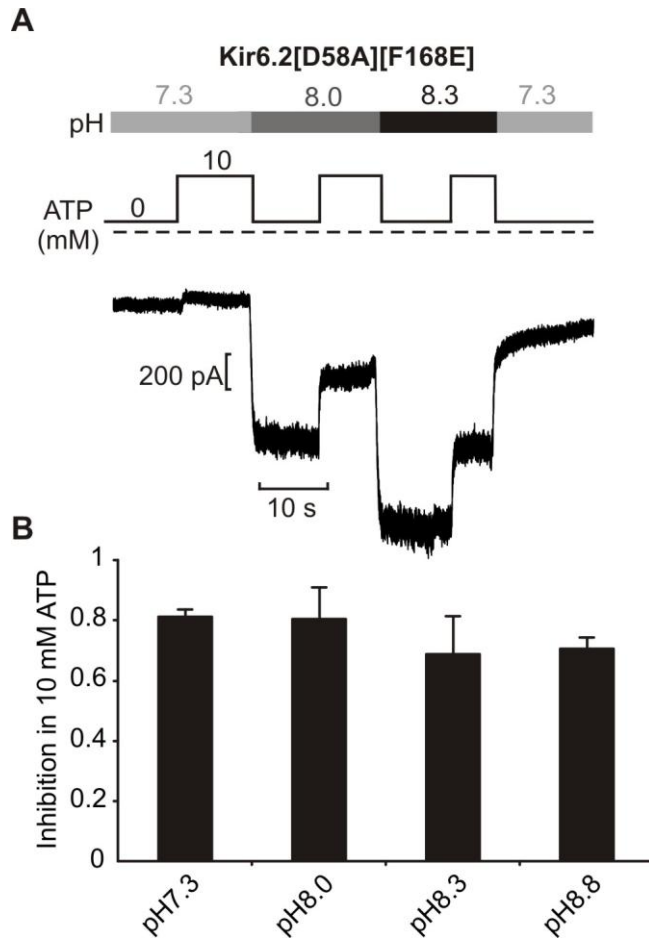 A
Kir6.2[D58A][F168E]
7.3 8.0 8.3 7.3
pH
10
0
ATP
(mM)
200 pA
10 s
B
Inhibition in 10 mM ATP
1
0.8
0.6
0.4
0.2
0
pH7.3 pH8.0 pH8.3 pH8.8